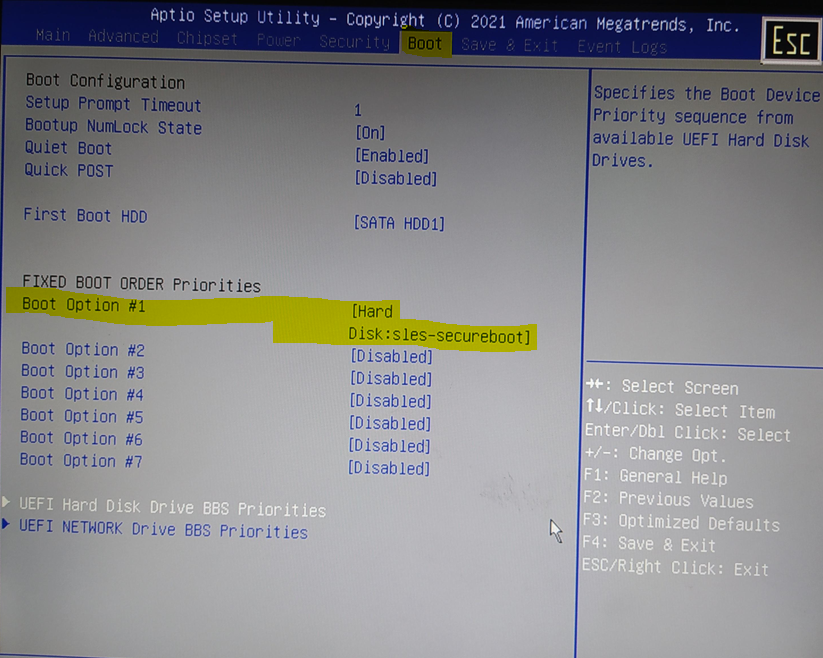 Aptio Setup Utility - Copyright (C) 2021 American Megatrends, Inc.
Main Advanced Chipset Power Security Boot Save & Exit Event Logs
Esc
Boot Configuration
Setup Prompt Timeout 1
Bootup NumLock State [On]
Quiet Boot [Enabled]
Quick POST [Disabled]
First Boot HDD [SATA HDD1]
FIXED BOOT ORDER Priorities
Boot Option #1 [Hard
Disk:sles-secureboot]
Boot Option #2 [Disabled]
Boot Option #3 [Disabled]
Boot Option #4 [Disabled]
Boot Option #5 [Disabled]
Boot Option #6 [Disabled]
Boot Option #7 [Disabled]
UEFI Hard Disk Drive BBS Priorities
UEFI NETWORK Drive BBS Priorities
Specifies the Boot Device
Priority sequence from
available UEFI Hard Disk
Drives.
→←: Select Screen
↑↓/Click: Select Item
Enter/Dbl Click: Select
+/-: Change Opt.
F1: General Help
F2: Previous Values
F3: Optimized Defaults
F4: Save & Exit
ESC/Right Click: Exit